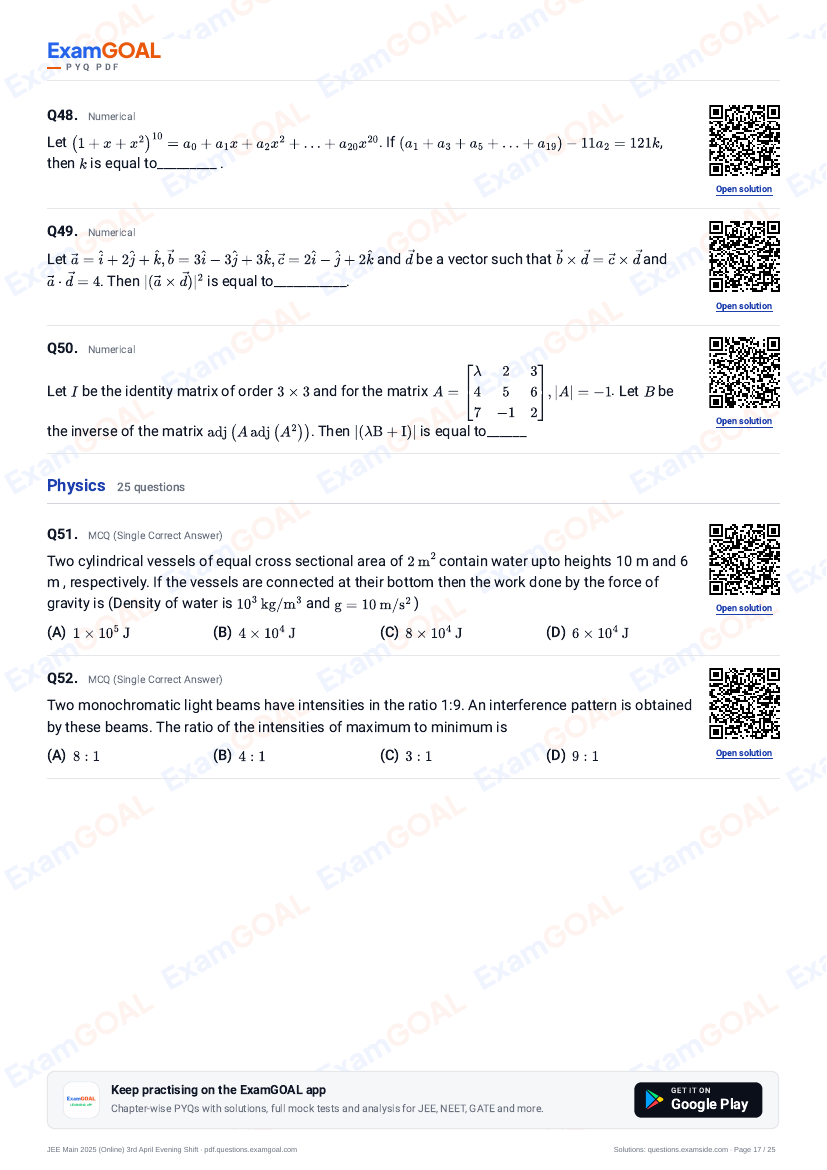 ExamGOAL
PYQ PDF
Q48. Numerical
Let (1 + x + x²)¹⁰ = a₀ + a₁x + a₂x² + … + a₂₀x²⁰. If (a₁ + a₃ + a₅ + … + a₁₉) − 11a₂ = 121k,
then k is equal to_________ .
Open solution
Q49. Numerical
Let a⃗ = î + 2ĵ + k̂, b⃗ = 3î − 3ĵ + 3k̂, c⃗ = 2î − ĵ + 2k̂ and d⃗ be a vector such that b⃗ × d⃗ = c⃗ × d⃗ and
a⃗ · d⃗ = 4. Then |(a⃗ × d⃗)|² is equal to___________.
Open solution
Q50. Numerical
Let I be the identity matrix of order 3 × 3 and for the matrix A = [λ 2 3; 4 5 6; 7 −1 2], |A| = −1. Let B be
the inverse of the matrix adj (A adj (A²)). Then |(λB + I)| is equal to______
Open solution
Physics 25 questions
Q51. MCQ (Single Correct Answer)
Two cylindrical vessels of equal cross sectional area of 2 m² contain water upto heights 10 m and 6
m , respectively. If the vessels are connected at their bottom then the work done by the force of
gravity is (Density of water is 10³ kg/m³ and g = 10 m/s² )
(A) 1 × 10⁵ J (B) 4 × 10⁴ J (C) 8 × 10⁴ J (D) 6 × 10⁴ J
Open solution
Q52. MCQ (Single Correct Answer)
Two monochromatic light beams have intensities in the ratio 1:9. An interference pattern is obtained
by these beams. The ratio of the intensities of maximum to minimum is
(A) 8 : 1 (B) 4 : 1 (C) 3 : 1 (D) 9 : 1
Open solution
Keep practising on the ExamGOAL app
Chapter-wise PYQs with solutions, full mock tests and analysis for JEE, NEET, GATE and more.
GET IT ON
Google Play
JEE Main 2025 (Online) 3rd April Evening Shift · pdf.questions.examgoal.com
Solutions: questions.examside.com · Page 17 / 25